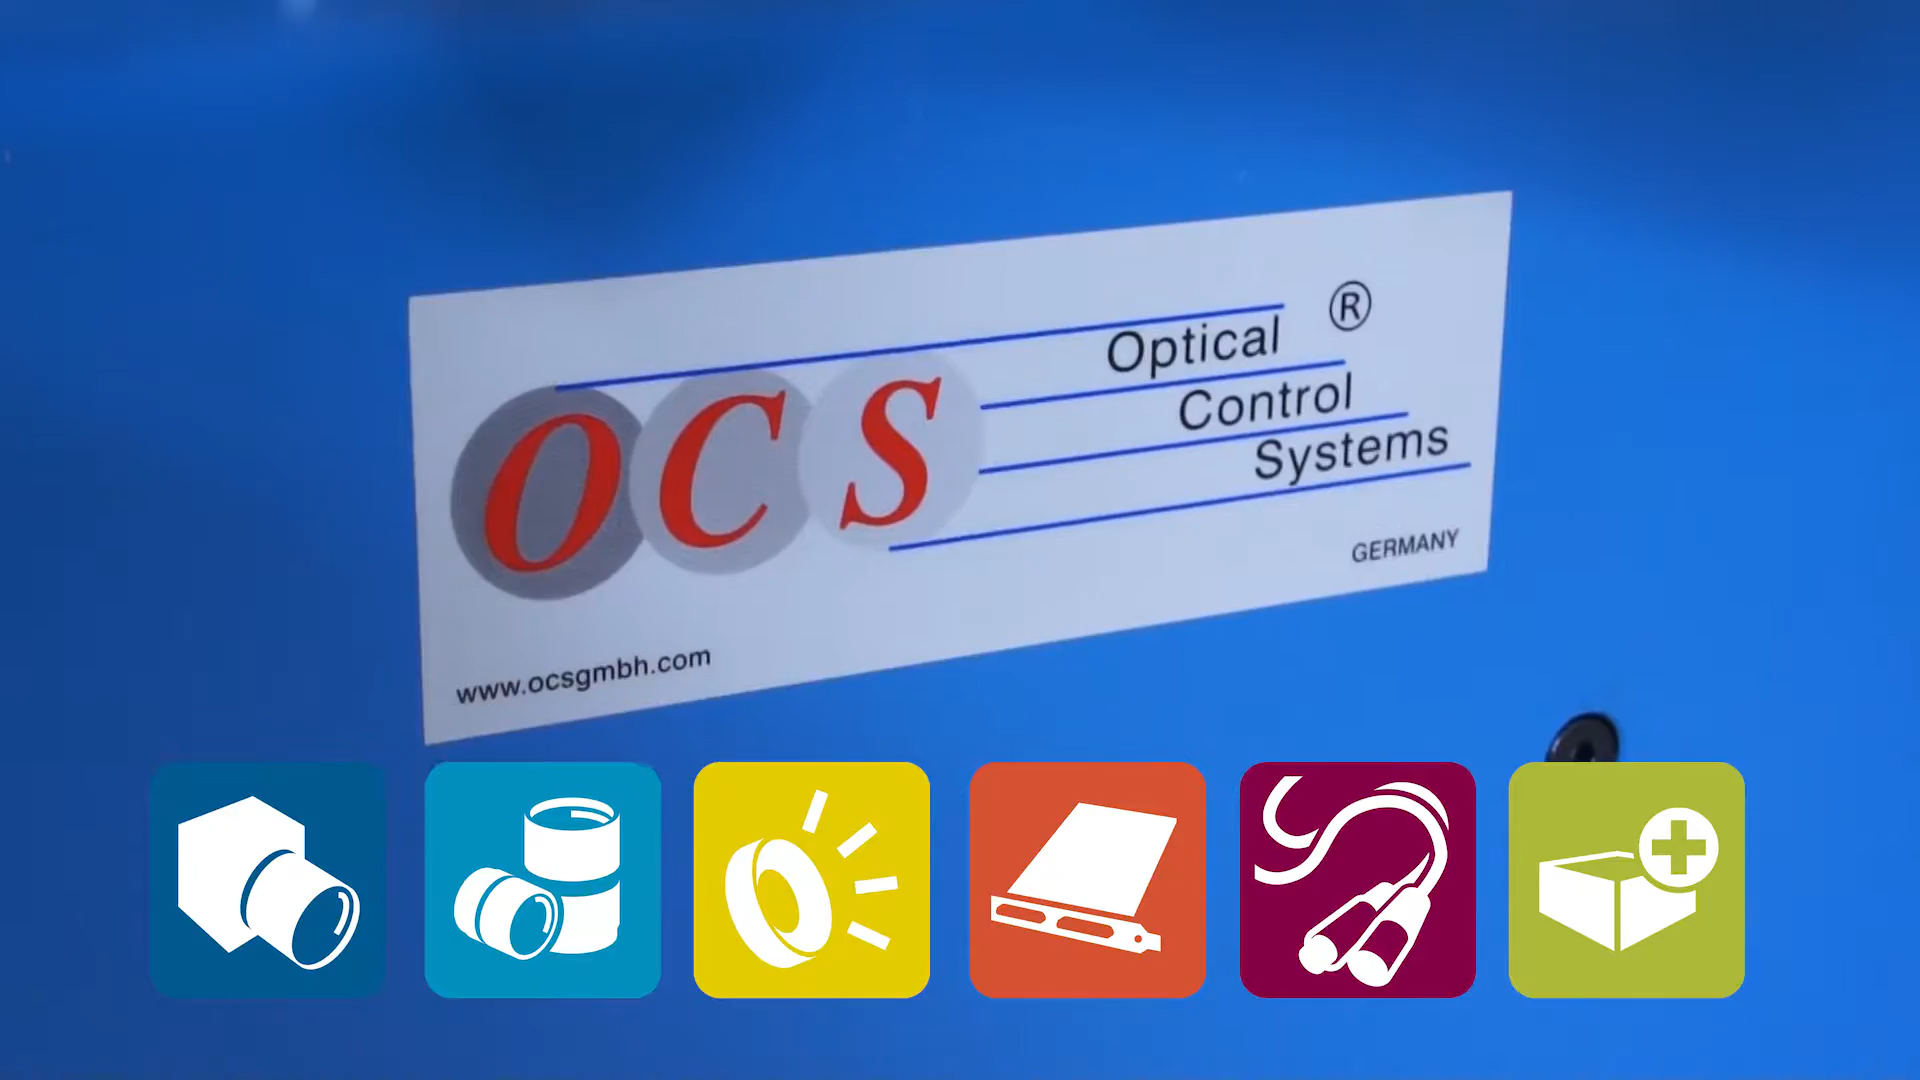 OCS
Optical ®
Control
Systems
GERMANY
www.ocsgmbh.com